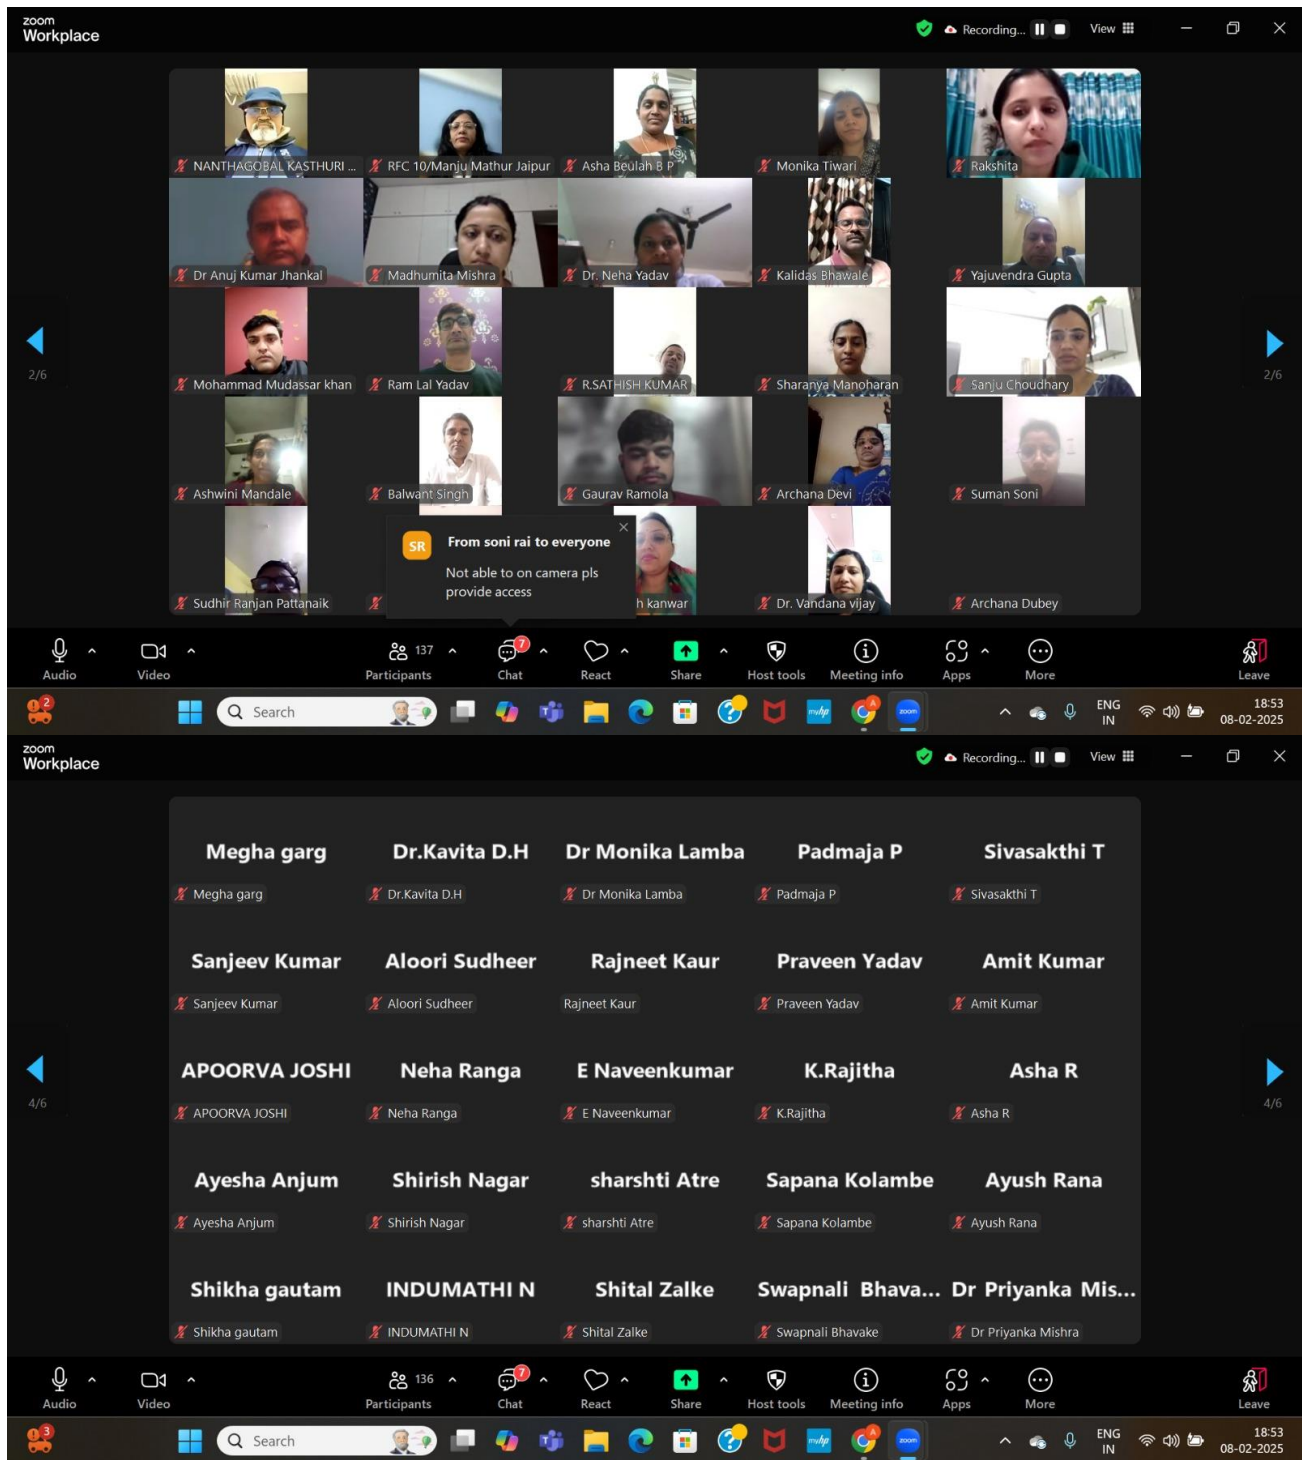 zoom
Workplace
Recording...
View
NANTHAGOBAL KASTHURI ...
RFC 10/Manju Mathur Jaipur
Asha Beulah B P
Monika Tiwari
Rakshita
Dr Anuj Kumar Jhankal
Madhumita Mishra
Dr. Neha Yadav
Kalidas Bhawale
Yajuvendra Gupta
2/6
2/6
Mohammad Mudassar khan
Ram Lal Yadav
R.SATHISH KUMAR
Sharanya Manoharan
Sanju Choudhary
Ashwini Mandale
Balwant Singh
Gaurav Ramola
Archana Devi
Suman Soni
SR
From soni rai to everyone
Not able to on camera pls
provide access
Sudhir Ranjan Pattanaik
h kanwar
Dr. Vandana vijay
Archana Dubey
137
7
Audio
Video
Participants
Chat
React
Share
Host tools
Meeting info
Apps
More
Leave
2
Search
myhp
zoom
ENG
IN
18:53
08-02-2025
zoom
Workplace
Recording...
View
Megha garg
Dr.Kavita D.H
Dr Monika Lamba
Padmaja P
Sivasakthi T
Megha garg
Dr.Kavita D.H
Dr Monika Lamba
Padmaja P
Sivasakthi T
Sanjeev Kumar
Aloori Sudheer
Rajneet Kaur
Praveen Yadav
Amit Kumar
Sanjeev Kumar
Aloori Sudheer
Rajneet Kaur
Praveen Yadav
Amit Kumar
APOORVA JOSHI
Neha Ranga
E Naveenkumar
K.Rajitha
Asha R
4/6
4/6
APOORVA JOSHI
Neha Ranga
E Naveenkumar
K.Rajitha
Asha R
Ayesha Anjum
Shirish Nagar
sharshti Atre
Sapana Kolambe
Ayush Rana
Ayesha Anjum
Shirish Nagar
sharshti Atre
Sapana Kolambe
Ayush Rana
Shikha gautam
INDUMATHI N
Shital Zalke
Swapnali Bhava...
Dr Priyanka Mis...
Shikha gautam
INDUMATHI N
Shital Zalke
Swapnali Bhavake
Dr Priyanka Mishra
136
7
Audio
Video
Participants
Chat
React
Share
Host tools
Meeting info
Apps
More
Leave
3
Search
myhp
zoom
ENG
IN
18:53
08-02-2025